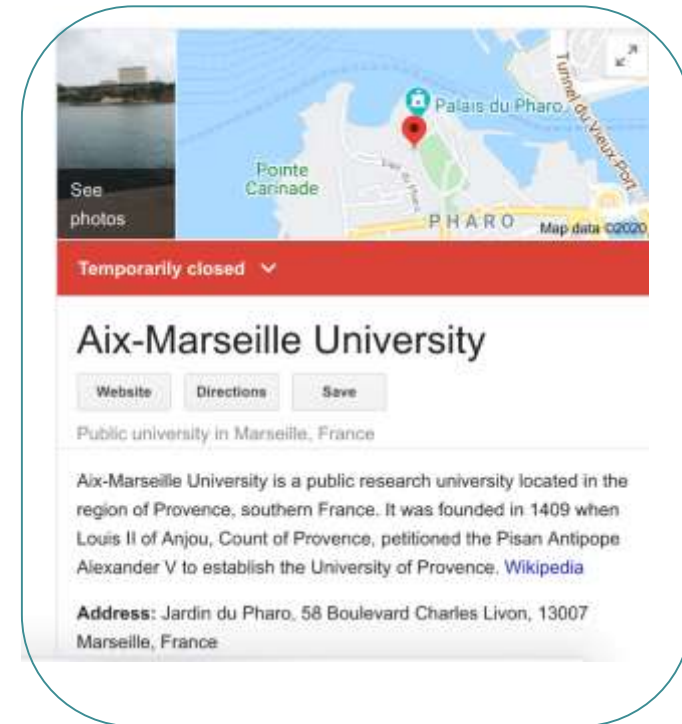 Palais du Pharo
Tunnel du Vieux-Port
Pointe
Carinade
See
photos
PHARO
Map data ©2020
Temporarily closed
Aix-Marseille University
Website Directions Save
Public university in Marseille, France
Aix-Marseille University is a public research university located in the
region of Provence, southern France. It was founded in 1409 when
Louis II of Anjou, Count of Provence, petitioned the Pisan Antipope
Alexander V to establish the University of Provence. Wikipedia
Address: Jardin du Pharo, 58 Boulevard Charles Livon, 13007
Marseille, France